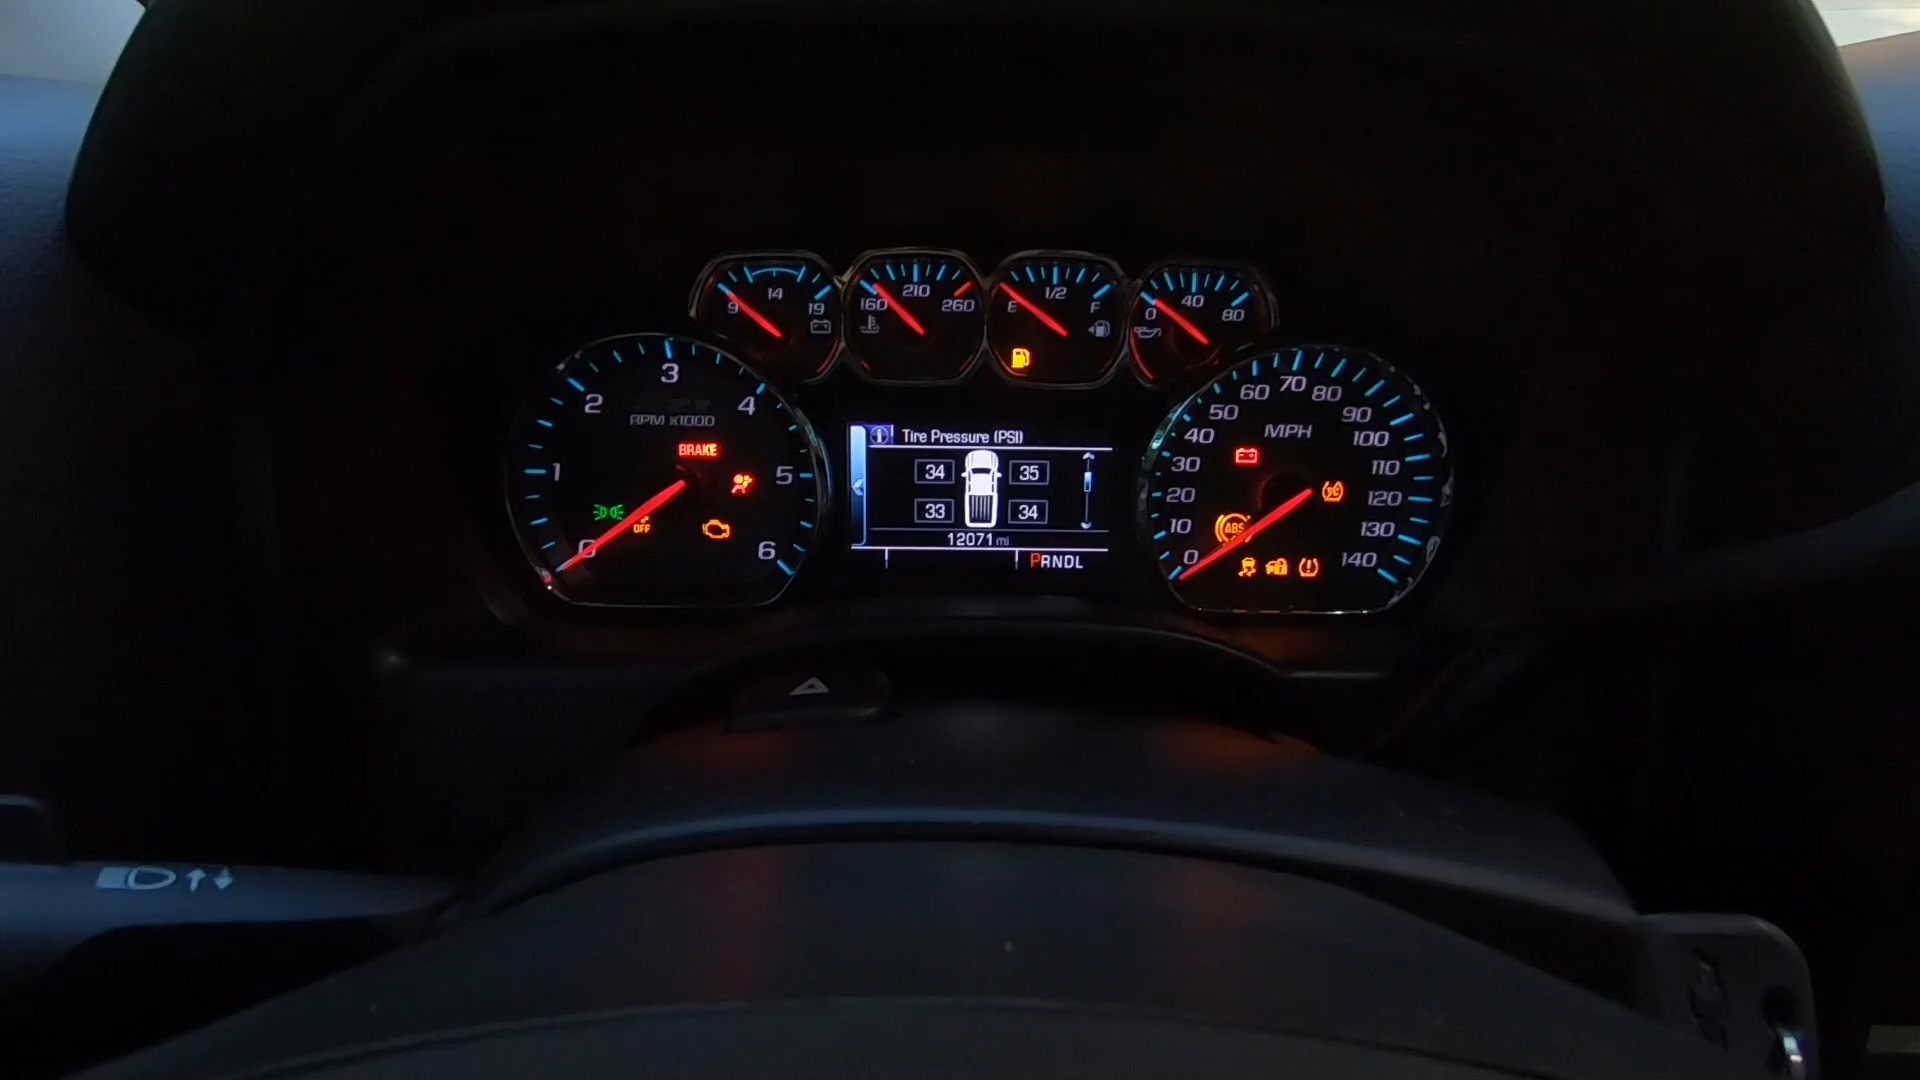 9 14 19
160 210 260
E 1/2 F
0 40 80
0 1 2 3 4 5 6
RPM x1000
BRAKE
OFF
Tire Pressure (PSI)
34 35
33 34
12071 mi
PRNDL
0 10 20 30 40 50 60 70 80 90 100 110 120 130 140
MPH
ABS